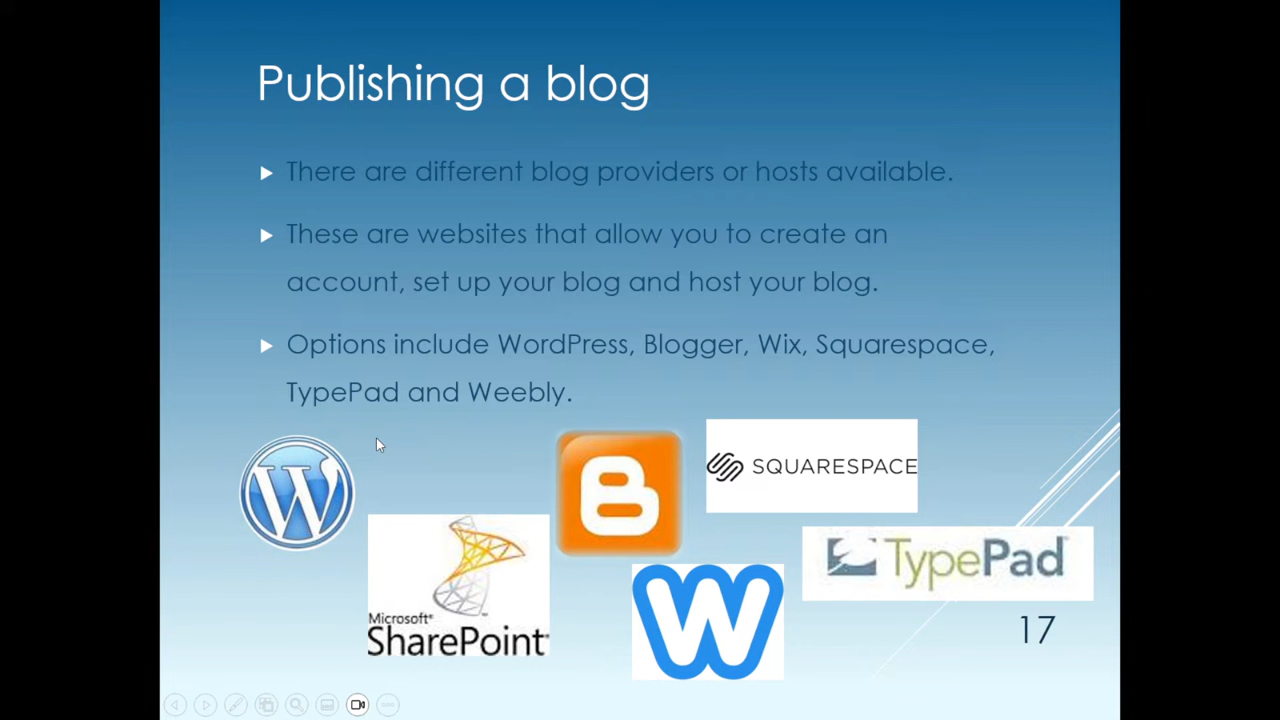 Publishing a blog
There are different blog providers or hosts available.
These are websites that allow you to create an
account, set up your blog and host your blog.
Options include WordPress, Blogger, Wix, Squarespace,
TypePad and Weebly.
W
B
SQUARESPACE
TypePad
Microsoft®
SharePoint
W
17